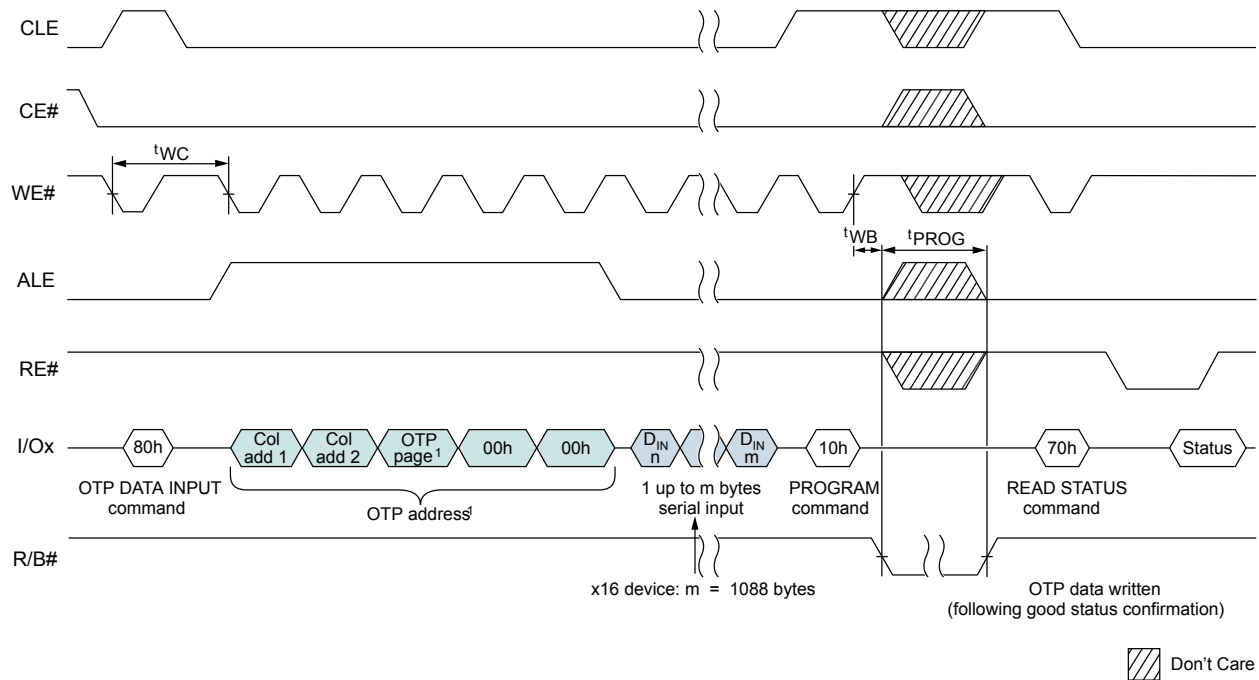 CLE
CE#
tWC
WE#
tWB
tPROG
ALE
RE#
I/Ox
80h
Col
add 1
Col
add 2
OTP
page1
00h
00h
DIN
n
DIN
m
10h
70h
Status
OTP DATA INPUT
command
OTP address1
1 up to m bytes
serial input
PROGRAM
command
READ STATUS
command
R/B#
x16 device: m = 1088 bytes
OTP data written
(following good status confirmation)
Don't Care